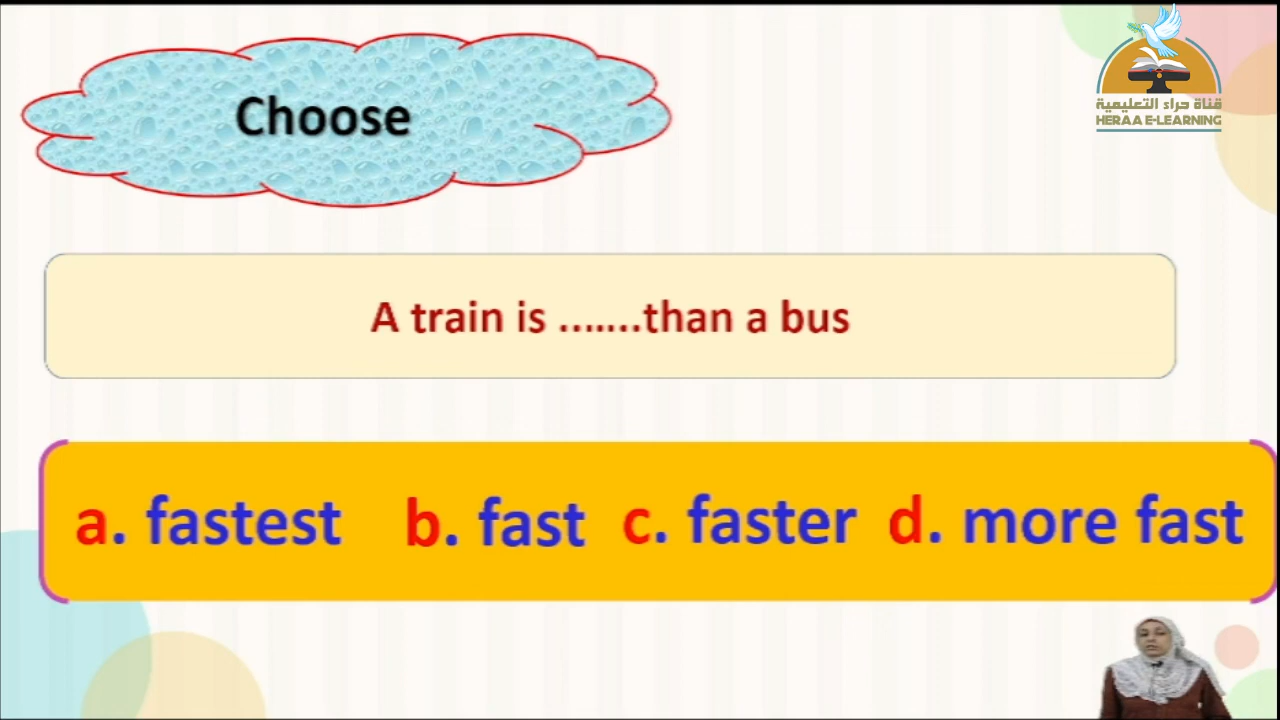 Choose
قناة حراء التعليمية
HERAA E-LEARNING
A train is .......than a bus
a. fastest b. fast c. faster d. more fast